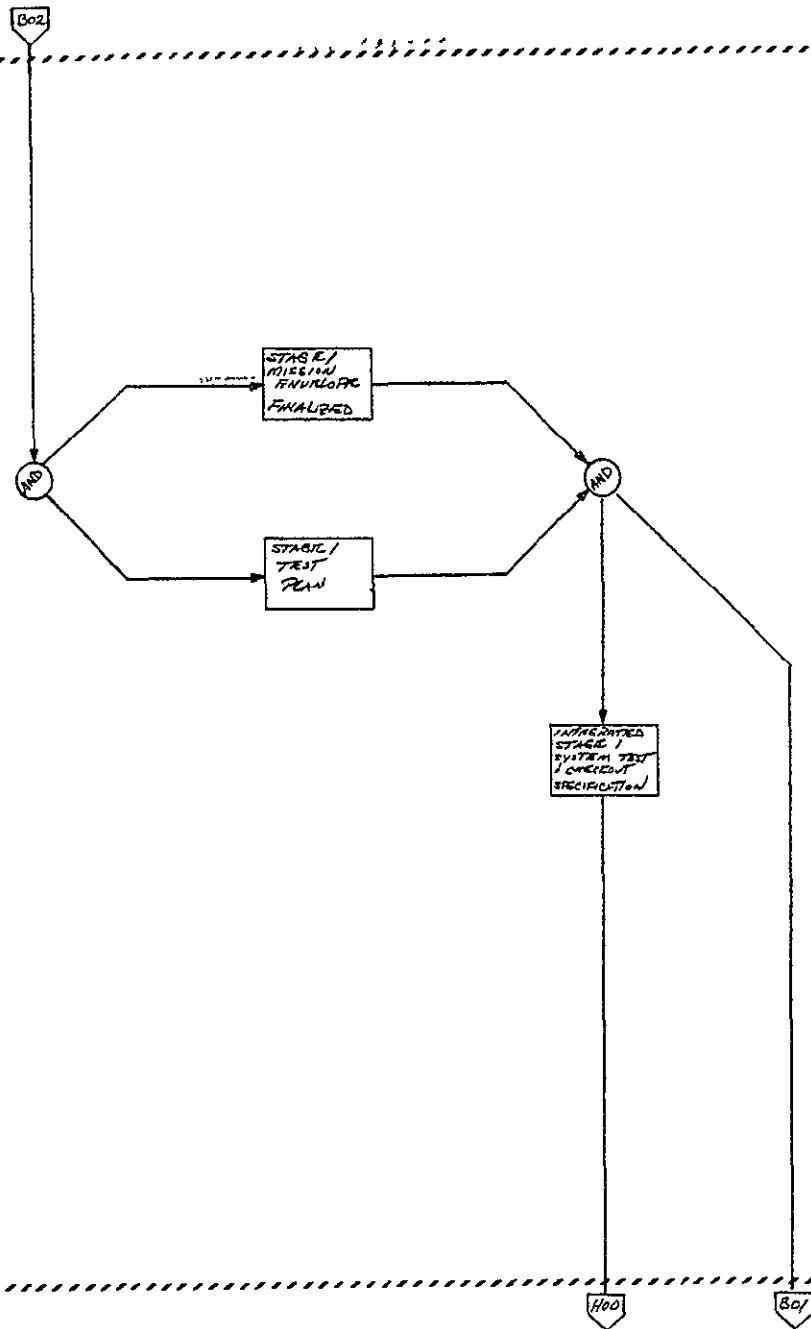 B02
STAGE/
MISSION
ENVELOPE
FINALIZED
AND
AND
STAGE/
TEST
PLAN
INTEGRATED
STAGE /
SYSTEM TEST
/ CHECKOUT
SPECIFICATION
H00
B01